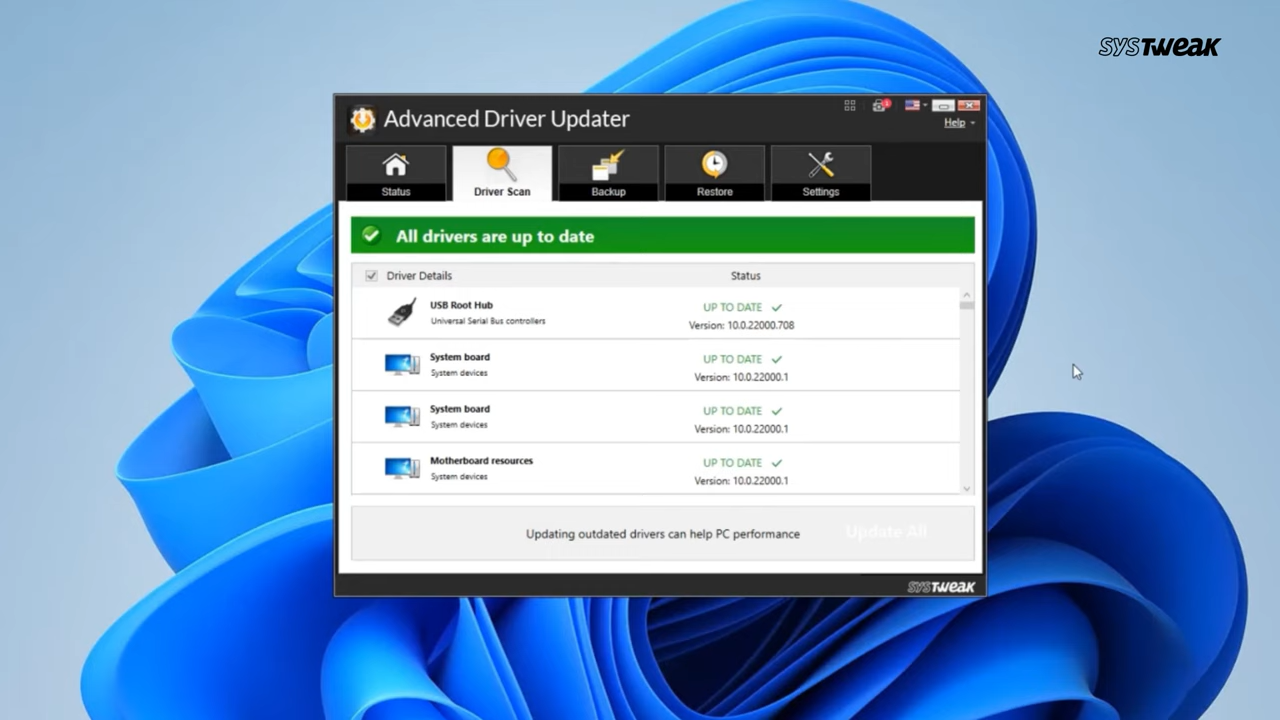 SYSTWEAK
Advanced Driver Updater
1
Help
Status
Driver Scan
Backup
Restore
Settings
All drivers are up to date
Driver Details
Status
USB Root Hub
Universal Serial Bus controllers
UP TO DATE
Version: 10.0.22000.708
System board
System devices
UP TO DATE
Version: 10.0.22000.1
System board
System devices
UP TO DATE
Version: 10.0.22000.1
Motherboard resources
System devices
UP TO DATE
Version: 10.0.22000.1
Updating outdated drivers can help PC performance
Update All
SYSTWEAK